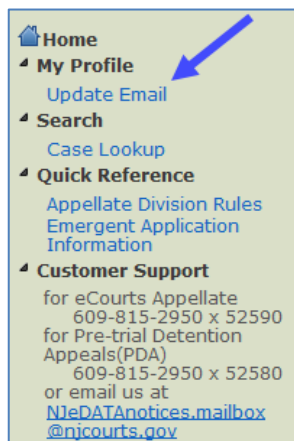 Home
My Profile
Update Email
Search
Case Lookup
Quick Reference
Appellate Division Rules
Emergent Application
Information
Customer Support
for eCourts Appellate
609-815-2950 x 52590
for Pre-trial Detention
Appeals(PDA)
609-815-2950 x 52580
or email us at
NJeDATAnotices.mailbox
@njcourts.gov